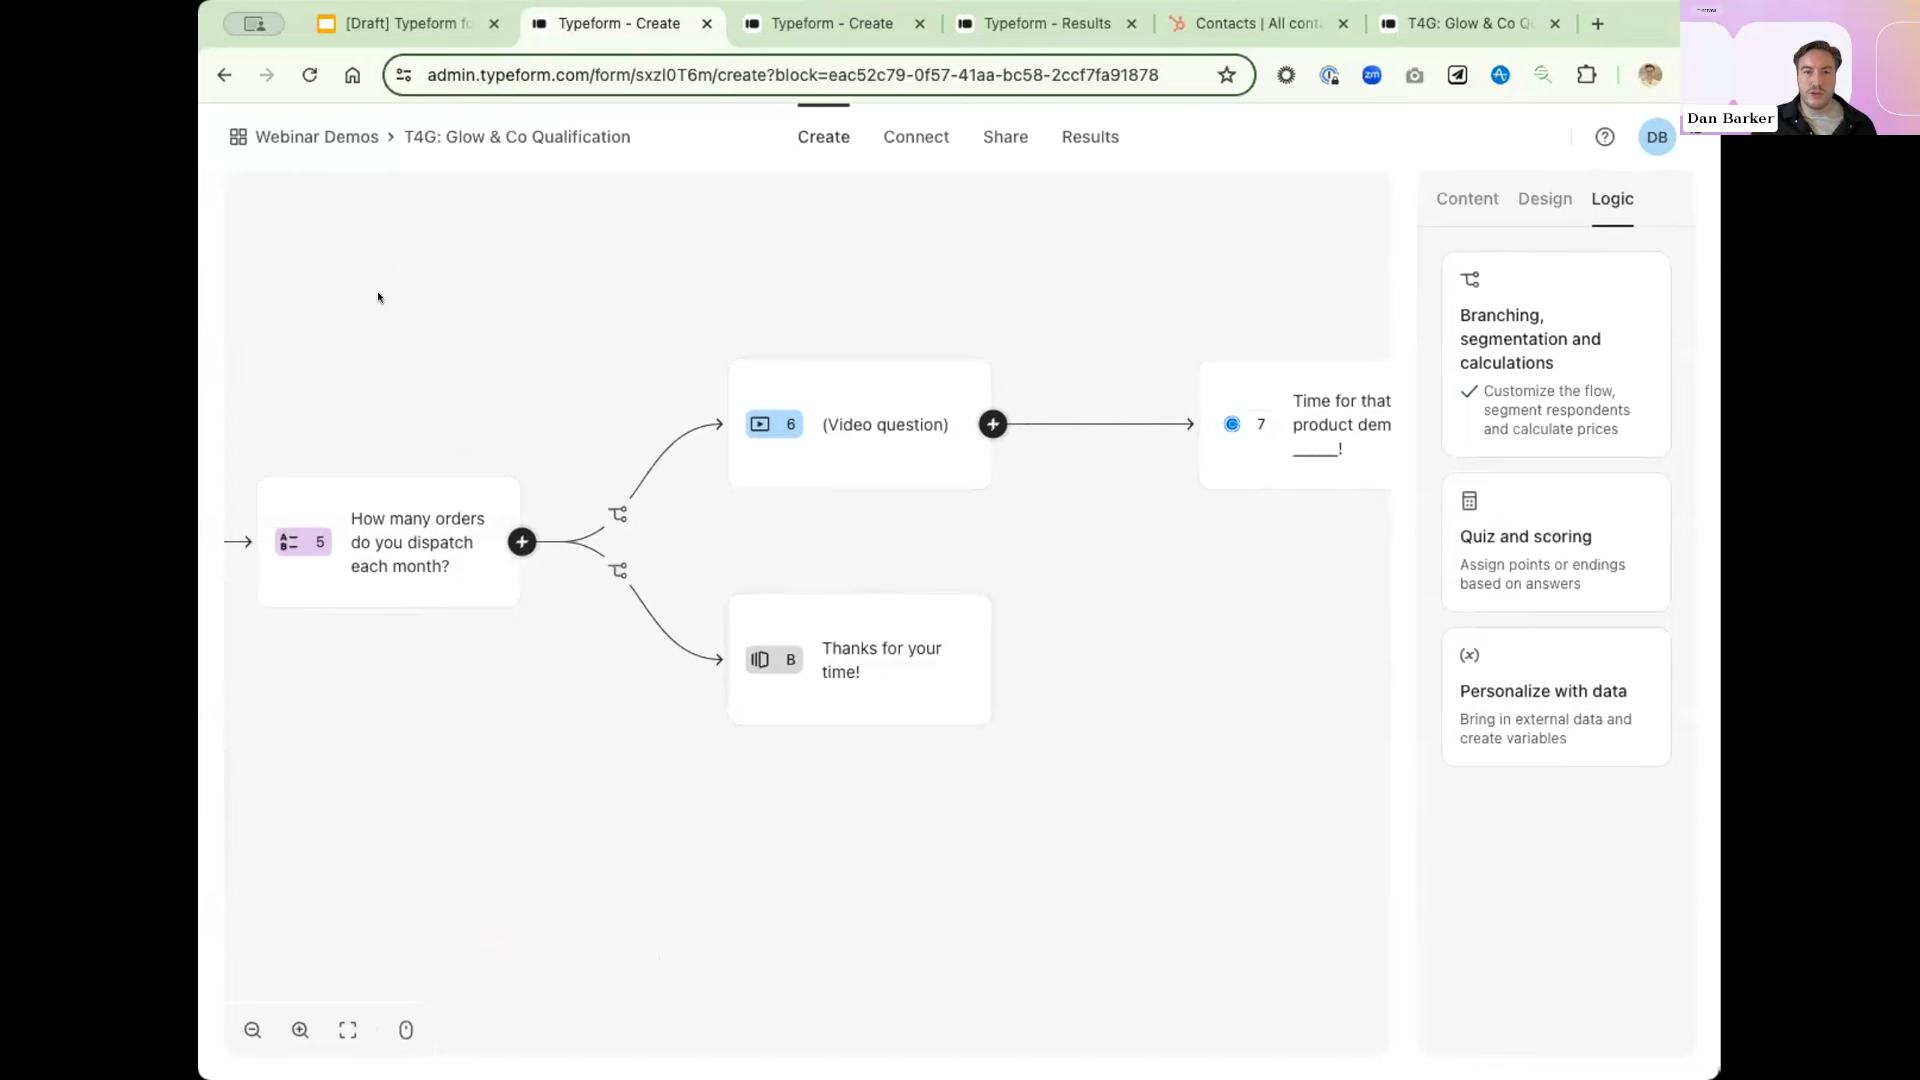 [Draft] Typeform fo
Typeform - Create
Typeform - Create
Typeform - Results
Contacts | All cont
T4G: Glow & Co Q
admin.typeform.com/form/sxzl0T6m/create?block=eac52c79-0f57-41aa-bc58-2ccf7fa91878
zm
Dan Barker
Webinar Demos
T4G: Glow & Co Qualification
Create
Connect
Share
Results
DB
Content
Design
Logic
Branching,
segmentation and
calculations
Customize the flow,
segment respondents
and calculate prices
Quiz and scoring
Assign points or endings
based on answers
(x)
Personalize with data
Bring in external data and
create variables
5
How many orders
do you dispatch
each month?
6
(Video question)
7
Time for that
product dem
_____!
B
Thanks for your
time!